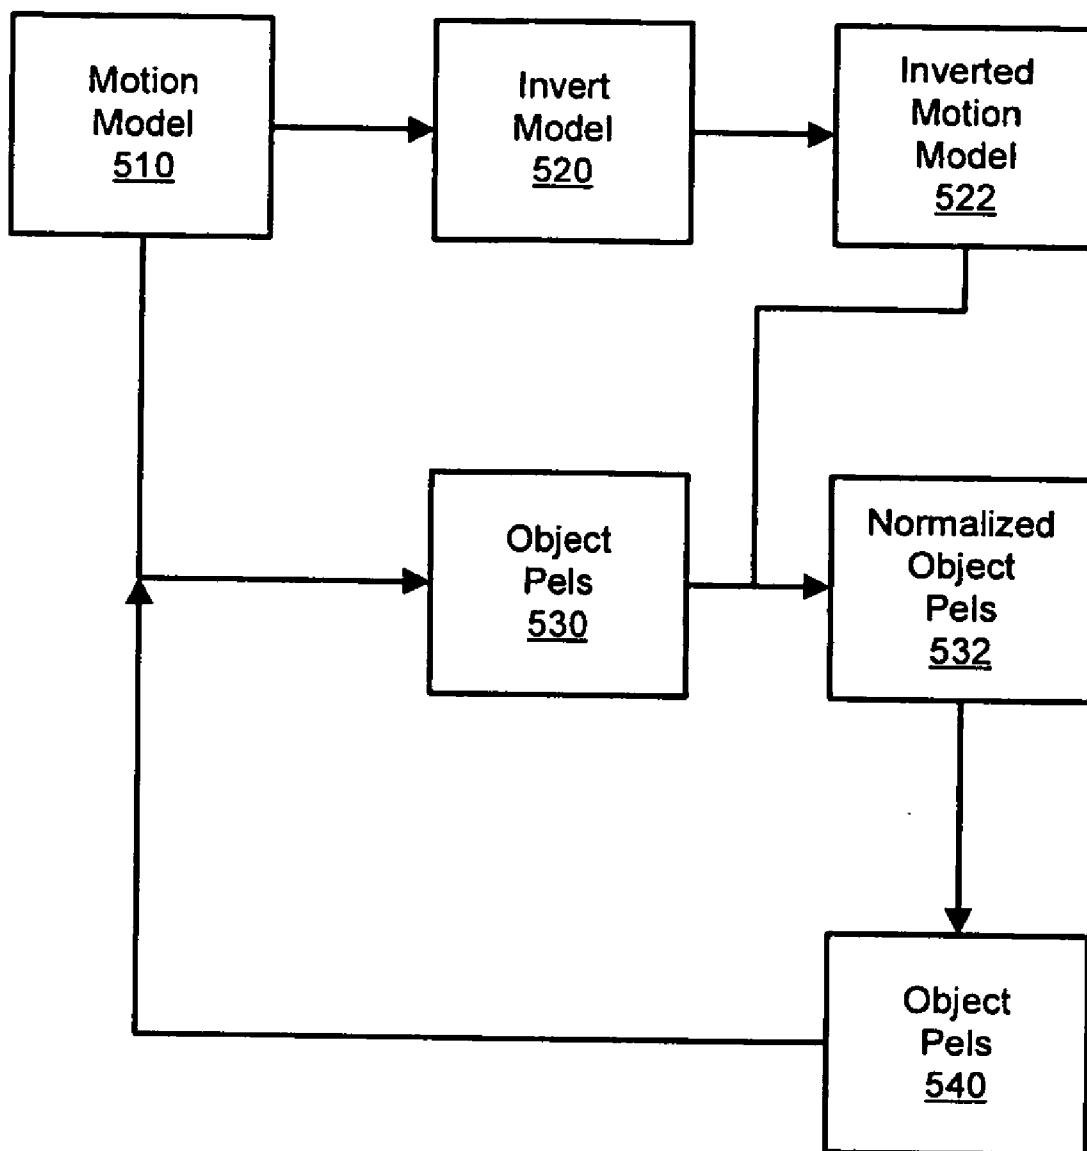 Motion
Model
510
Invert
Model
520
Inverted
Motion
Model
522
Object
Pels
530
Normalized
Object
Pels
532
Object
Pels
540